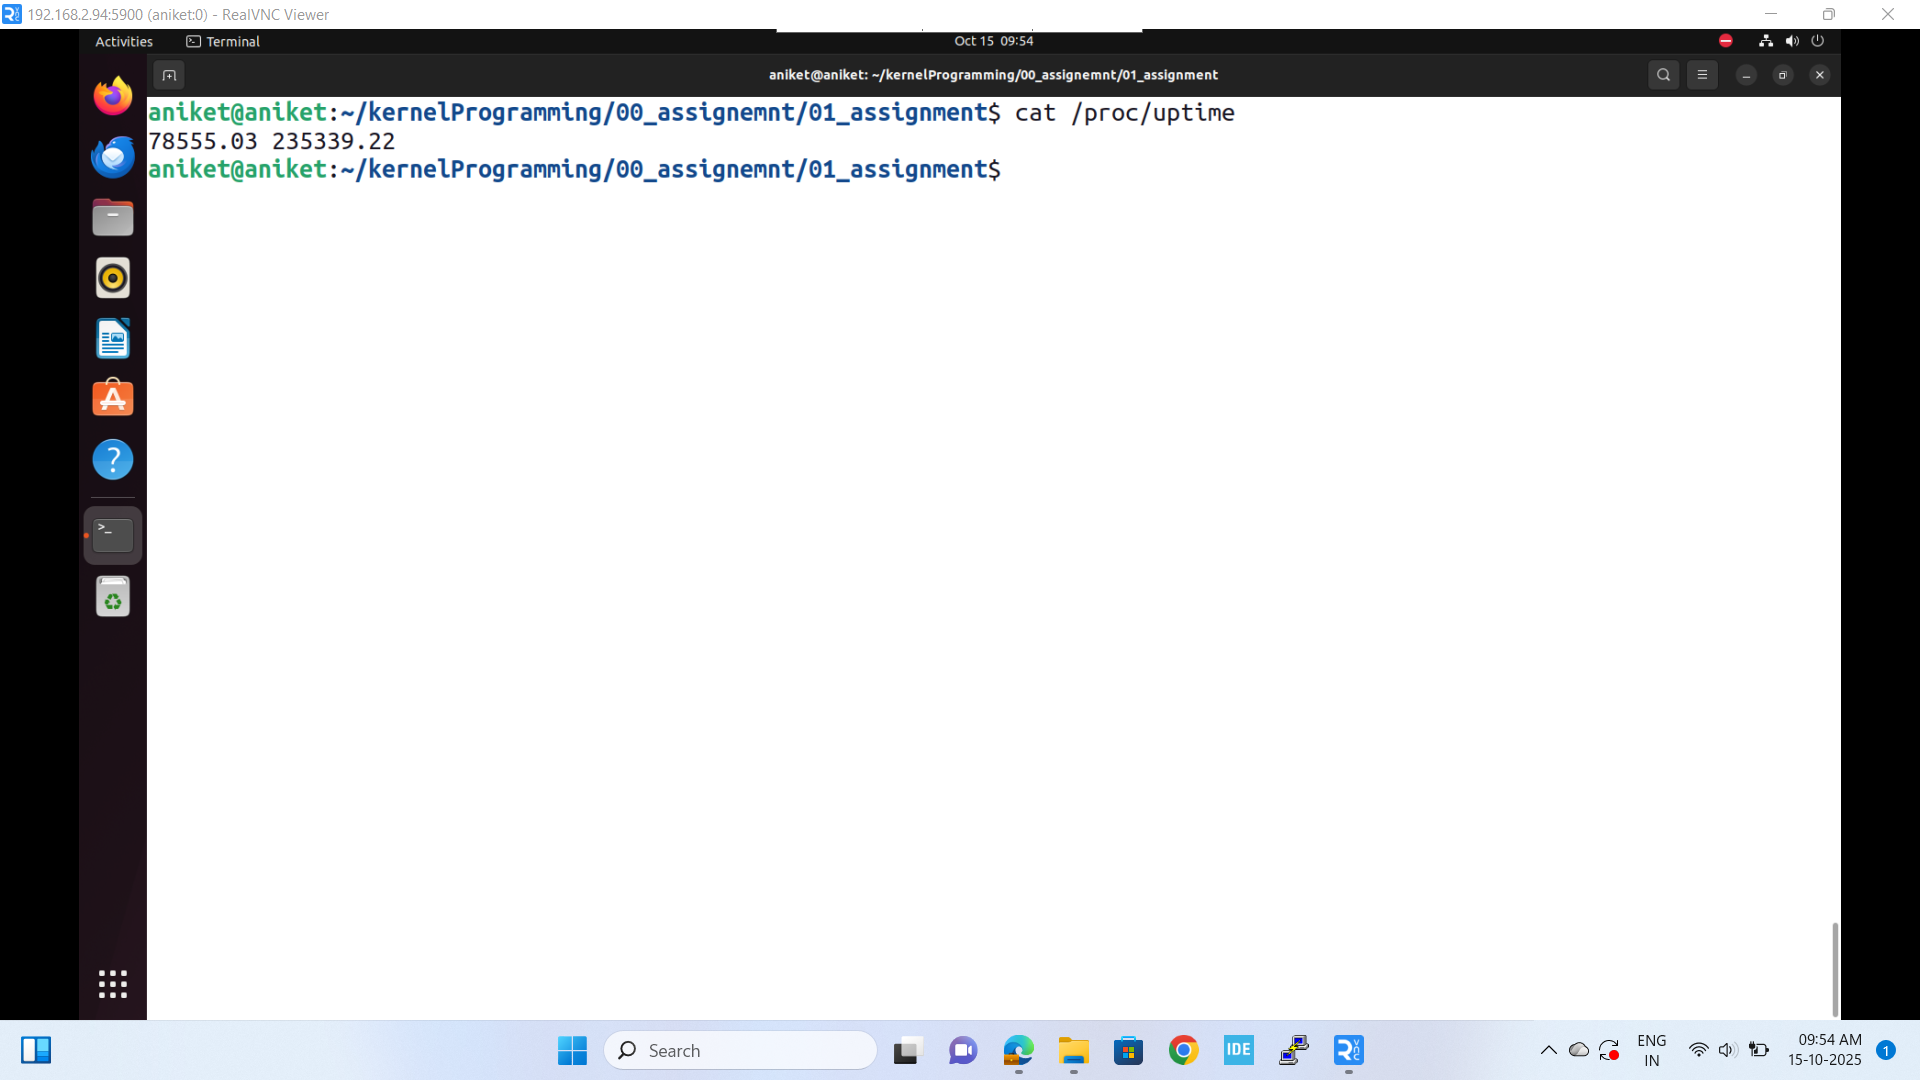 192.168.2.94:5900 (aniket:0) - RealVNC Viewer
Activities
Terminal
Oct 15 09:54
aniket@aniket: ~/kernelProgramming/00_assignemnt/01_assignment
aniket@aniket:~/kernelProgramming/00_assignemnt/01_assignment$ cat /proc/uptime
78555.03 235339.22
aniket@aniket:~/kernelProgramming/00_assignemnt/01_assignment$
Search
IDE
ENG
IN
09:54 AM
15-10-2025
1